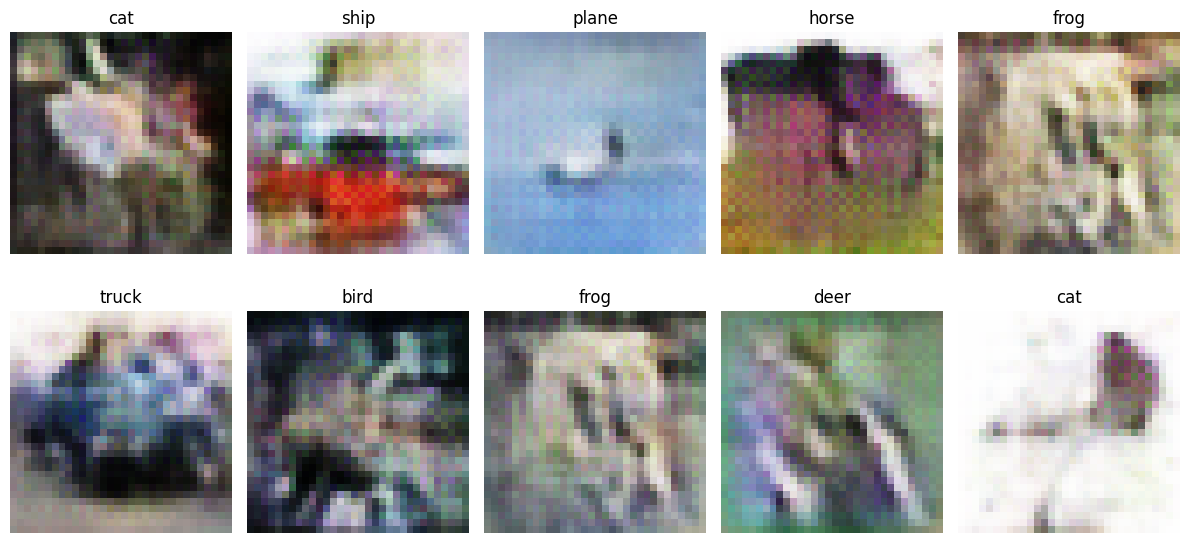 cat ship plane horse frog
truck bird frog deer cat